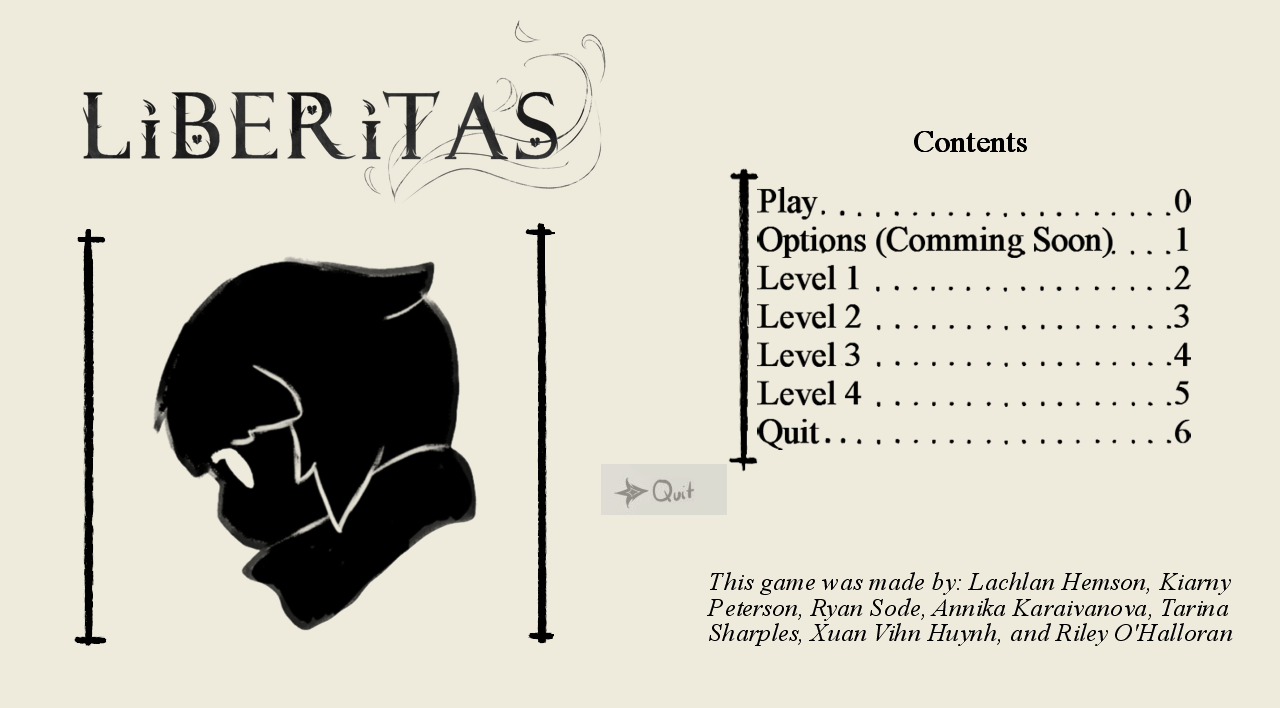 LiBERiTAS
Contents
Play. . . . . . . . . . . . . . . . . . . .0
Options (Comming Soon). . . .1
Level 1 . . . . . . . . . . . . . . . . .2
Level 2 . . . . . . . . . . . . . . . . .3
Level 3 . . . . . . . . . . . . . . . . .4
Level 4 . . . . . . . . . . . . . . . . .5
Quit. . . . . . . . . . . . . . . . . . . .6
Quit
This game was made by: Lachlan Hemson, Kiarny
Peterson, Ryan Sode, Annika Karaivanova, Tarina
Sharples, Xuan Vihn Huynh, and Riley O'Halloran